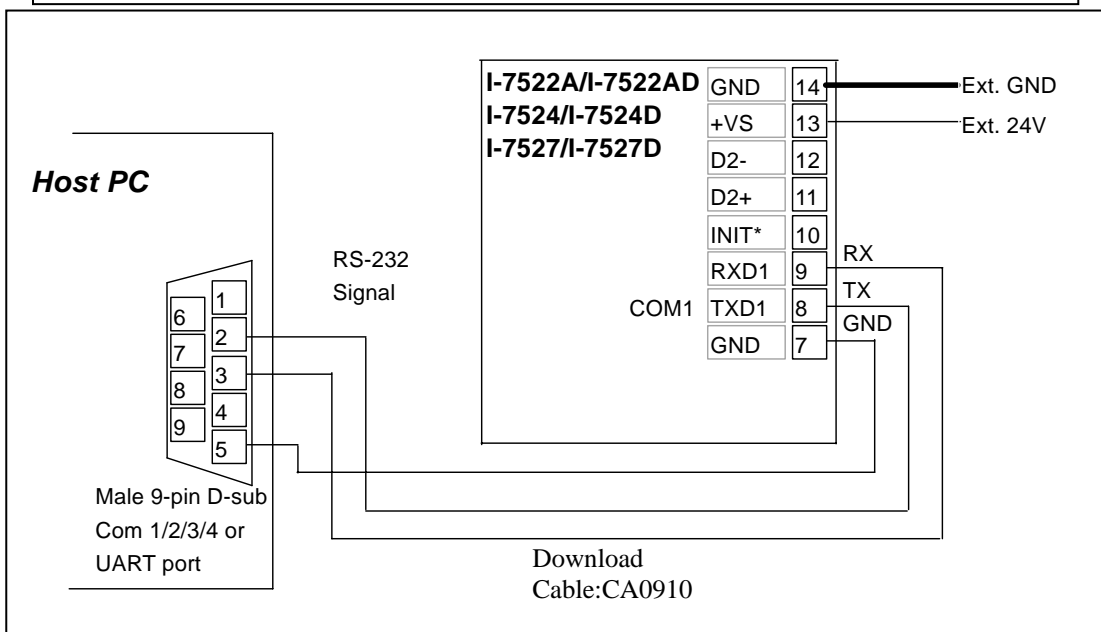 I-7522A/I-7522AD
I-7524/I-7524D
I-7527/I-7527D
GND 14 Ext. GND
+VS 13 Ext. 24V
D2- 12
D2+ 11
INIT* 10
RXD1 9 RX
COM1 TXD1 8 TX
GND 7 GND
Host PC
RS-232
Signal
1
6
2
7
3
8
4
9
5
Male 9-pin D-sub
Com 1/2/3/4 or
UART port
Download
Cable:CA0910